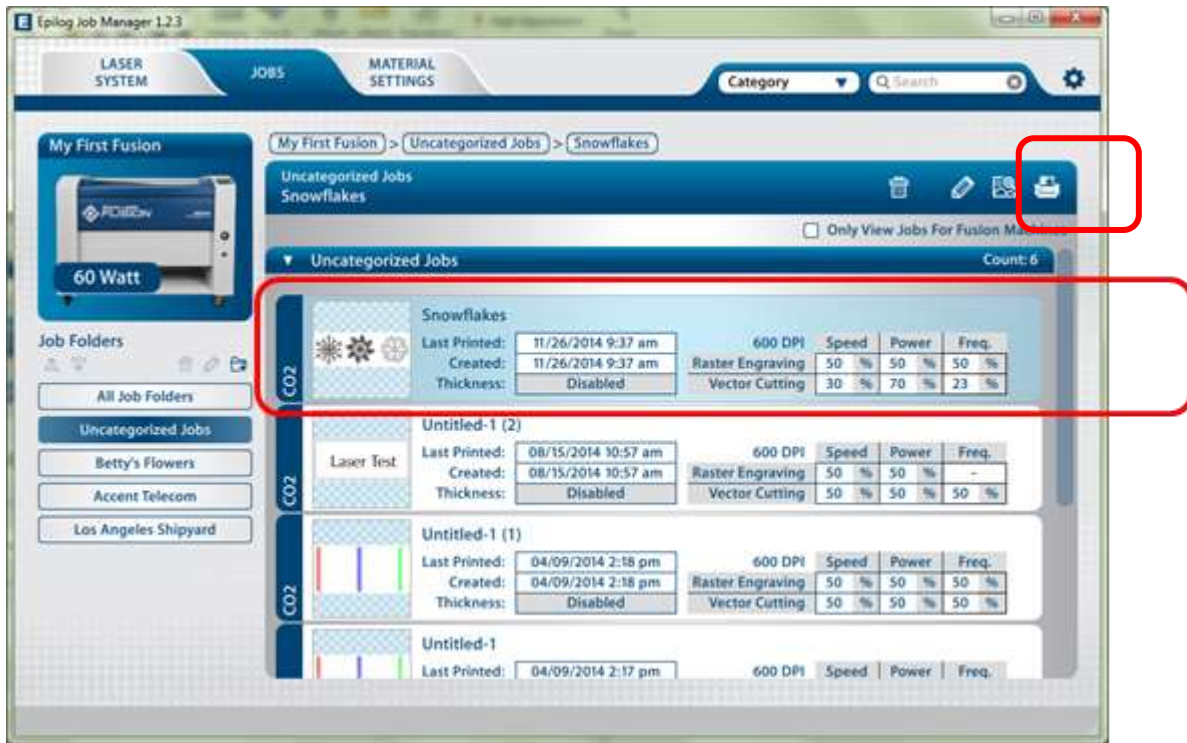 Epilog Job Manager 1.2.3
LASER SYSTEM
JOBS
MATERIAL SETTINGS
Category
Search
My First Fusion
FUSION
60 Watt
Job Folders
All Job Folders
Uncategorized Jobs
Betty's Flowers
Accent Telecom
Los Angeles Shipyard
My First Fusion > Uncategorized Jobs > Snowflakes
Uncategorized Jobs
Snowflakes
Only View Jobs For Fusion Machines
Uncategorized Jobs Count: 6
CO2
Snowflakes
Last Printed: 11/26/2014 9:37 am 600 DPI Speed Power Freq.
Created: 11/26/2014 9:37 am Raster Engraving 50 % 50 % 50 %
Thickness: Disabled Vector Cutting 30 % 70 % 23 %
CO2
Laser Test
Untitled-1 (2)
Last Printed: 08/15/2014 10:57 am 600 DPI Speed Power Freq.
Created: 08/15/2014 10:57 am Raster Engraving 50 % 50 % -
Thickness: Disabled Vector Cutting 50 % 50 % 50 %
CO2
Untitled-1 (1)
Last Printed: 04/09/2014 2:18 pm 600 DPI Speed Power Freq.
Created: 04/09/2014 2:18 pm Raster Engraving 50 % 50 % 50 %
Thickness: Disabled Vector Cutting 50 % 50 % 50 %
Untitled-1
Last Printed: 04/09/2014 2:17 pm 600 DPI Speed Power Freq.